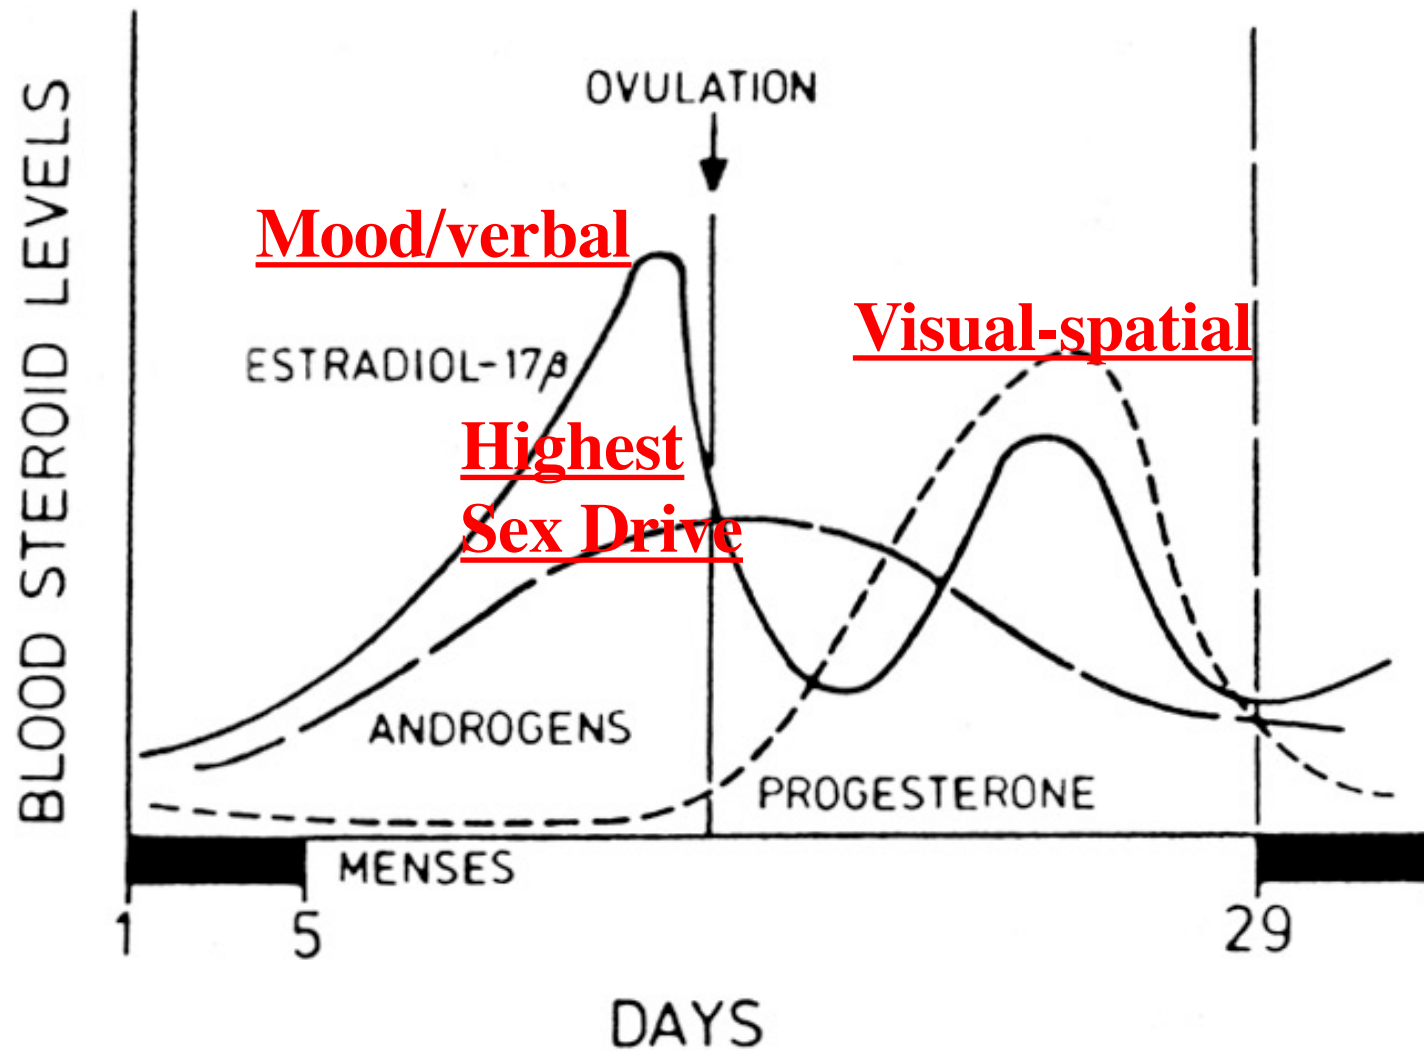 BLOOD STEROID LEVELS
OVULATION
Mood/verbal
Visual-spatial
ESTRADIOL-17β
Highest
Sex Drive
ANDROGENS
PROGESTERONE
MENSES
1 5 29
DAYS